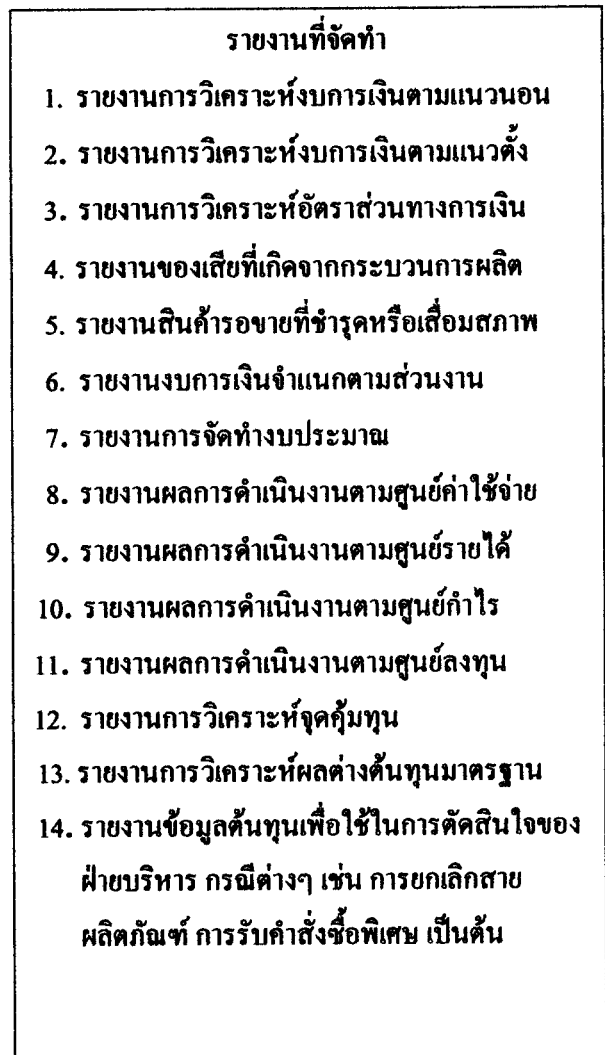 รายงานที่จัดทำ
1. รายงานการวิเคราะห์งบการเงินตามแนวนอน
2. รายงานการวิเคราะห์งบการเงินตามแนวตั้ง
3. รายงานการวิเคราะห์อัตราส่วนทางการเงิน
4. รายงานของเสียที่เกิดจากกระบวนการผลิต
5. รายงานสินค้ารอขายที่ชำรุดหรือเสื่อมสภาพ
6. รายงานงบการเงินจำแนกตามส่วนงาน
7. รายงานการจัดทำงบประมาณ
8. รายงานผลการดำเนินงานตามศูนย์ค่าใช้จ่าย
9. รายงานผลการดำเนินงานตามศูนย์รายได้
10. รายงานผลการดำเนินงานตามศูนย์กำไร
11. รายงานผลการดำเนินงานตามศูนย์ลงทุน
12. รายงานการวิเคราะห์จุดคุ้มทุน
13. รายงานการวิเคราะห์ผลต่างต้นทุนมาตรฐาน
14. รายงานข้อมูลต้นทุนเพื่อใช้ในการตัดสินใจของ
ฝ่ายบริหาร กรณีต่างๆ เช่น การยกเลิกสาย
ผลิตภัณฑ์ การรับคำสั่งซื้อพิเศษ เป็นต้น